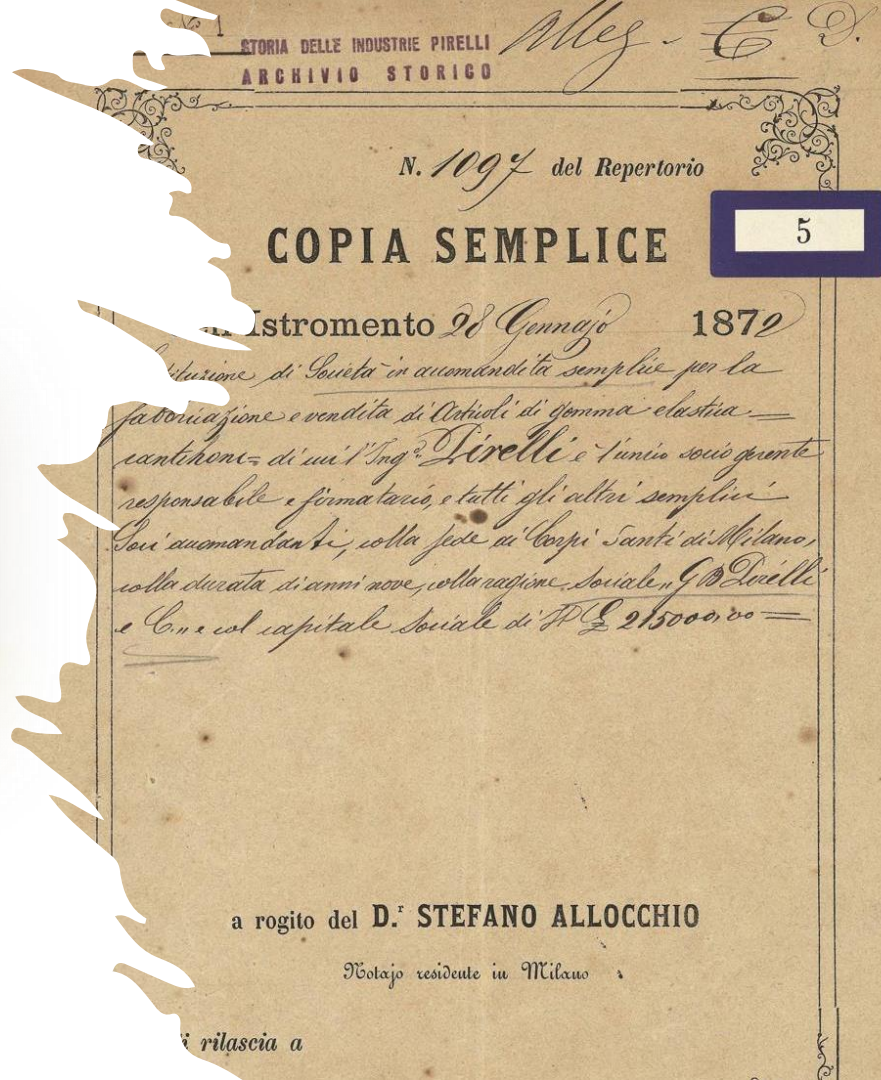 N. 1
STORIA DELLE INDUSTRIE PIRELLI
ARCHIVIO STORICO
Alleg. C
N. 1097 del Repertorio
COPIA SEMPLICE
5
Istromento 28 Gennajo 1872
di Società in accomandita semplice per la
fabbricazione e vendita di Articoli di gomma elastica
di cui l'Ing.r Pirelli è l'unico socio gerente
responsabile e firmatario, e tutti gli altri semplici
Soci accomandanti, colla sede ai Corpi Santi di Milano,
colla durata di anni nove, colla ragione sociale „ G B Pirelli
e C. „ e col capitale sociale di £ 215000,00
a rogito del D.r STEFANO ALLOCCHIO
Notajo residente in Milano
si rilascia a